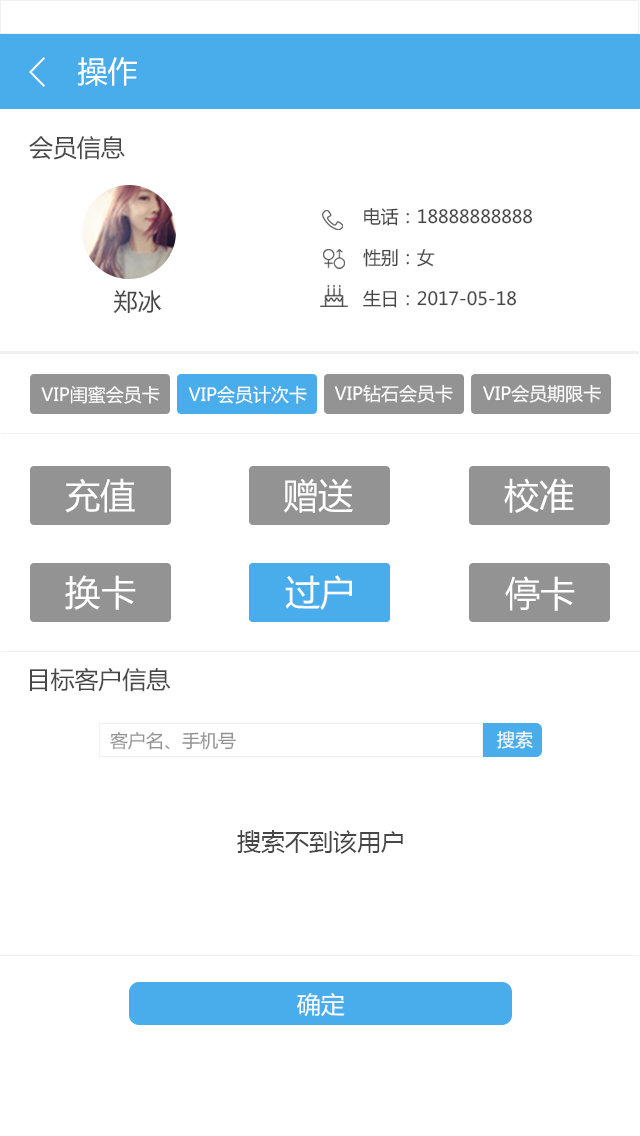 操作
会员信息
郑冰
电话：18888888888
性别：女
生日：2017-05-18
VIP闺蜜会员卡 VIP会员计次卡 VIP钻石会员卡 VIP会员期限卡
充值 赠送 校准
换卡 过户 停卡
目标客户信息
客户名、手机号 搜索
搜索不到该用户
确定